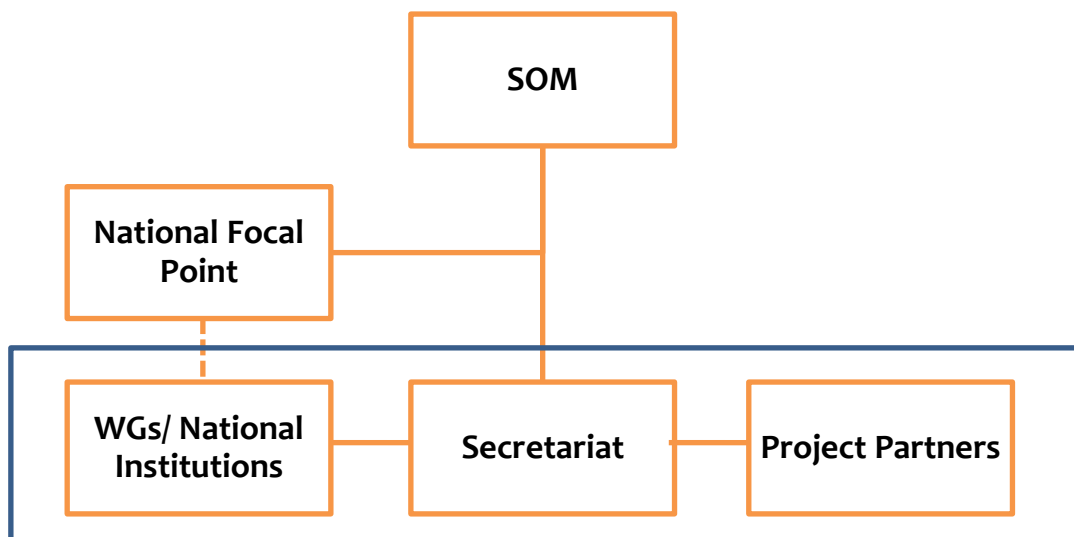 SOM
National Focal
Point
WGs/ National
Institutions
Secretariat
Project Partners